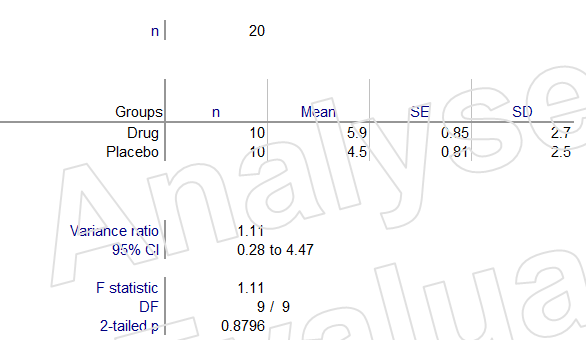 n 20
Groups n Mean SE SD
Drug 10 5.9 0.85 2.7
Placebo 10 4.5 0.81 2.5
Variance ratio 1.11
95% CI 0.28 to 4.47
F statistic 1.11
DF 9 / 9
2-tailed p 0.8796
Analyse